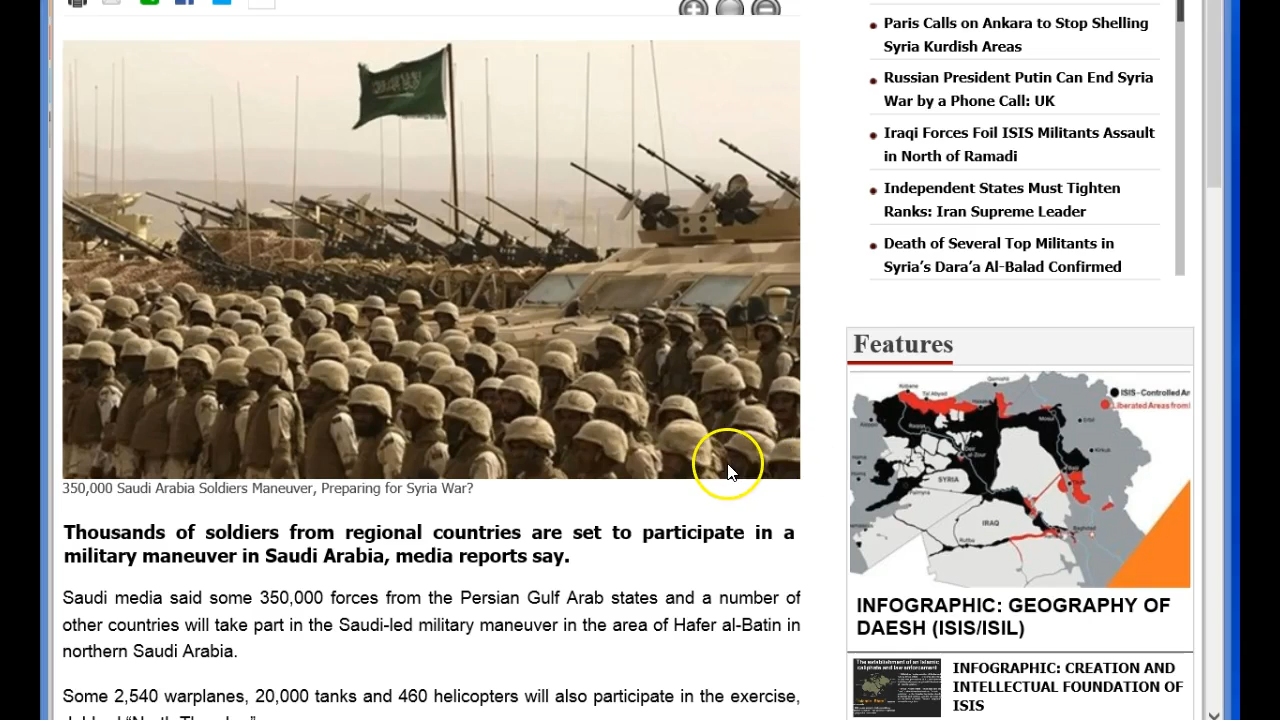 Paris Calls on Ankara to Stop Shelling
Syria Kurdish Areas
Russian President Putin Can End Syria
War by a Phone Call: UK
Iraqi Forces Foil ISIS Militants Assault
in North of Ramadi
Independent States Must Tighten
Ranks: Iran Supreme Leader
Death of Several Top Militants in
Syria’s Dara’a Al-Balad Confirmed
350,000 Saudi Arabia Soldiers Maneuver, Preparing for Syria War?
Thousands of soldiers from regional countries are set to participate in a
military maneuver in Saudi Arabia, media reports say.
Saudi media said some 350,000 forces from the Persian Gulf Arab states and a number of
other countries will take part in the Saudi-led military maneuver in the area of Hafer al-Batin in
northern Saudi Arabia.
Some 2,540 warplanes, 20,000 tanks and 460 helicopters will also participate in the exercise,
Features
ISIS-Controlled Ar
Liberated Areas from
SYRIA
IRAQ
INFOGRAPHIC: GEOGRAPHY OF
DAESH (ISIS/ISIL)
INFOGRAPHIC: CREATION AND
INTELLECTUAL FOUNDATION OF
ISIS